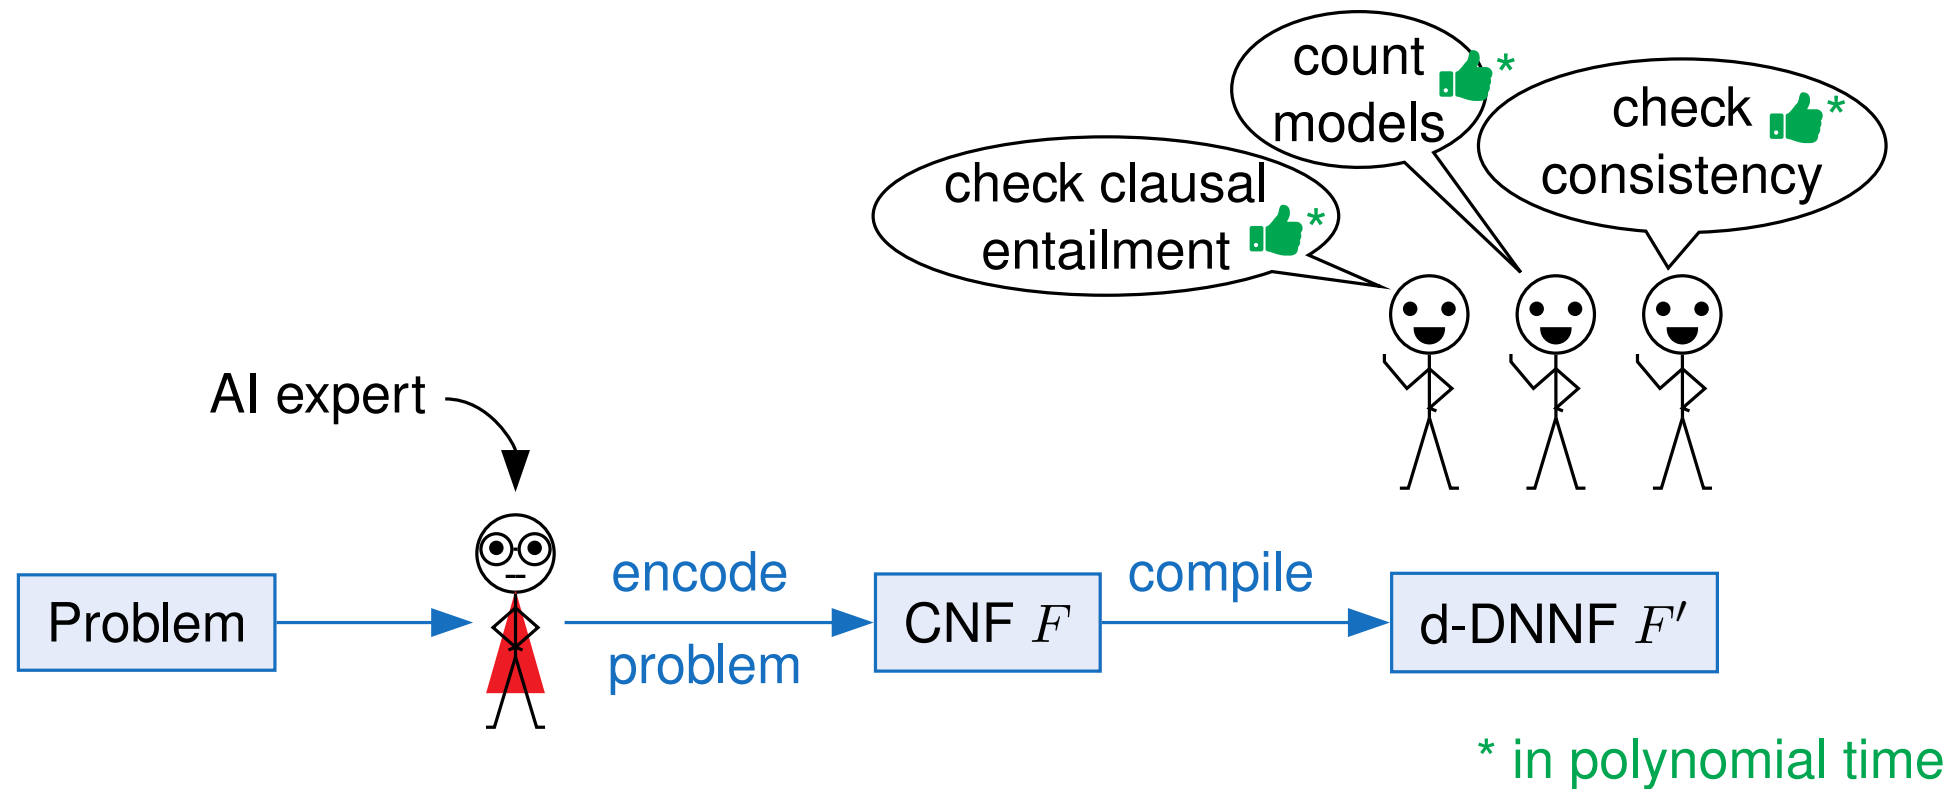 count
models
*
check
consistency
*
check clausal
entailment
*
AI expert
Problem
encode
problem
CNF F
compile
d-DNNF F′
* in polynomial time